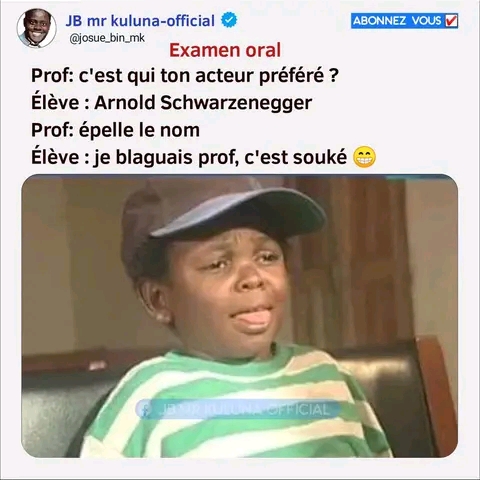 JB mr kuluna-official
ABONNEZ VOUS
@josue_bin_mk
Examen oral
Prof: c'est qui ton acteur préféré ?
Élève : Arnold Schwarzenegger
Prof: épelle le nom
Élève : je blaguais prof, c'est souké 😁
JB MR KULUNA-OFFICIAL